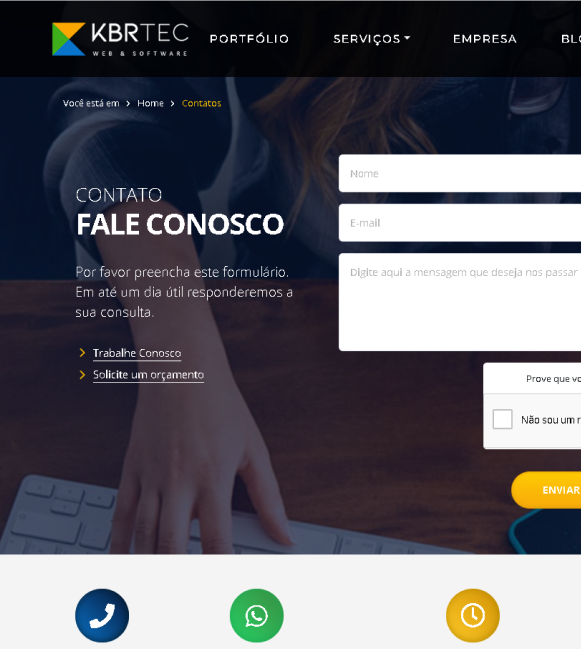 KBRTEC
WEB & SOFTWARE
PORTFÓLIO
SERVIÇOS
EMPRESA
Você está em > Home > Contatos
CONTATO
FALE CONOSCO
Por favor preencha este formulário.
Em até um dia útil responderemos a
sua consulta.
Trabalhe Conosco
Solicite um orçamento
Nome
E-mail
Digite aqui a mensagem que deseja nos passar
Prove que
Não sou um
ENVIAR